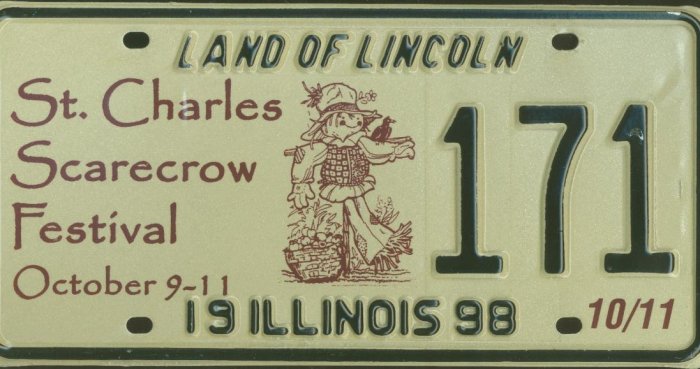 LAND OF LINCOLN
St. Charles
Scarecrow
Festival
October 9-11
171
19 ILLINOIS 98
10/11